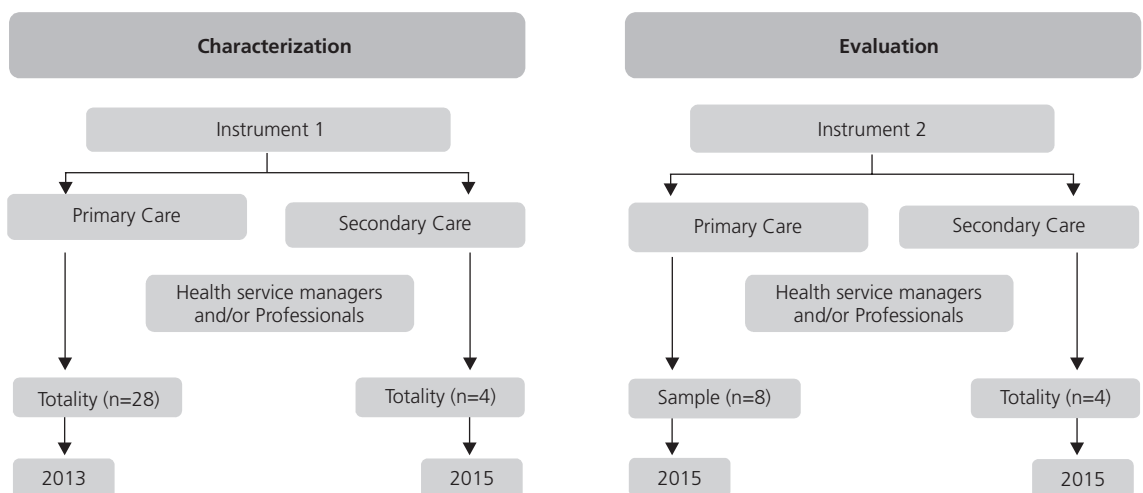 Characterization
Instrument 1
Primary Care
Secondary Care
Health service managers
and/or Professionals
Totality (n=28)
Totality (n=4)
2013
2015
Evaluation
Instrument 2
Primary Care
Secondary Care
Health service managers
and/or Professionals
Sample (n=8)
Totality (n=4)
2015
2015